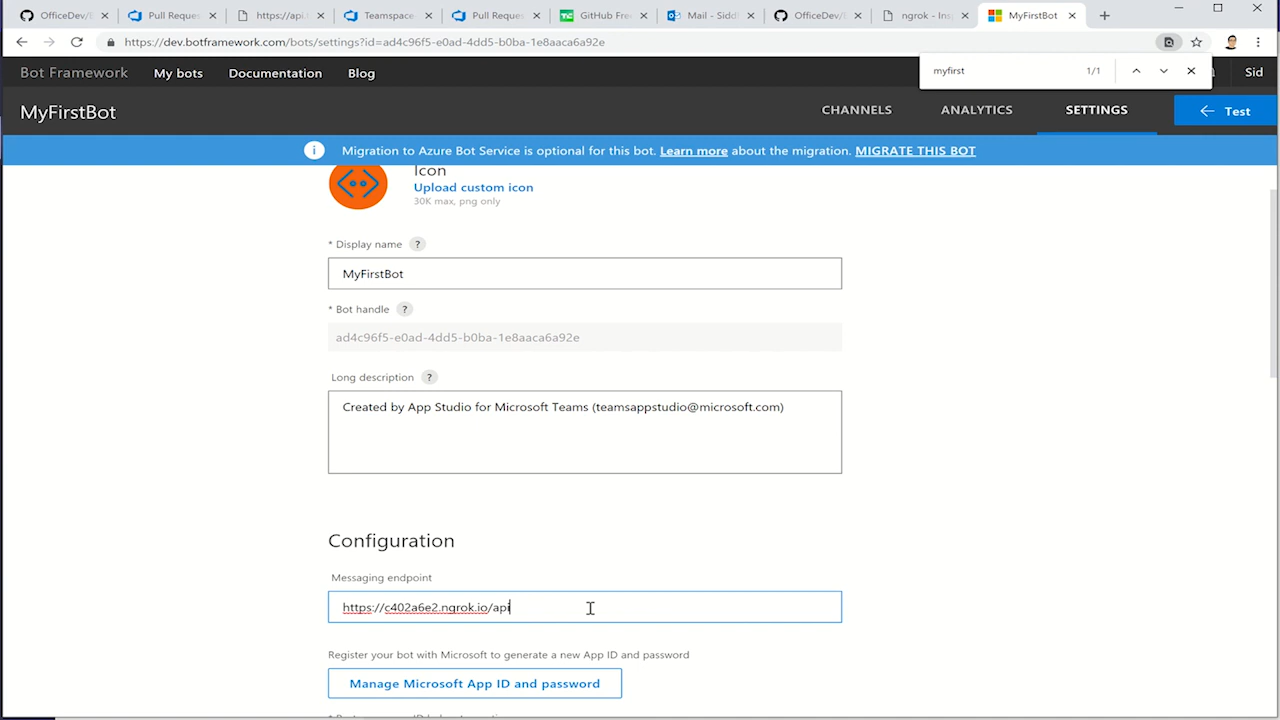 OfficeDev/E
Pull Reques
https://api.l
Teamspace
Pull Reques
GitHub Fre
Mail - Sidd
OfficeDev/
ngrok - Ins
MyFirstBot
https://dev.botframework.com/bots/settings?id=ad4c96f5-e0ad-4dd5-b0ba-1e8aaca6a92e
myfirst 1/1
Bot Framework My bots Documentation Blog Sid
MyFirstBot CHANNELS ANALYTICS SETTINGS Test
Migration to Azure Bot Service is optional for this bot. Learn more about the migration. MIGRATE THIS BOT
Icon
Upload custom icon
30K max, png only
* Display name ?
MyFirstBot
* Bot handle ?
ad4c96f5-e0ad-4dd5-b0ba-1e8aaca6a92e
Long description ?
Created by App Studio for Microsoft Teams (teamsappstudio@microsoft.com)
Configuration
Messaging endpoint
https://c402a6e2.ngrok.io/api
Register your bot with Microsoft to generate a new App ID and password
Manage Microsoft App ID and password